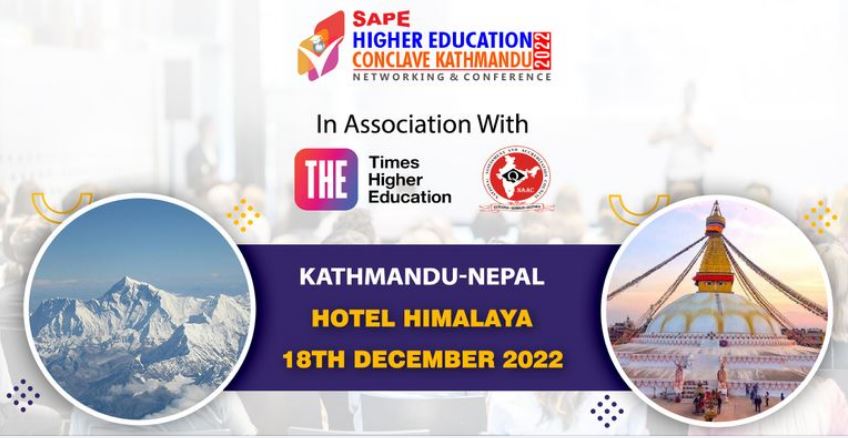 SAPE
HIGHER EDUCATION
CONCLAVE KATHMANDU
2022
NETWORKING & CONFERENCE
In Association With
THE
Times
Higher
Education
NAAC
KATHMANDU-NEPAL
HOTEL HIMALAYA
18TH DECEMBER 2022